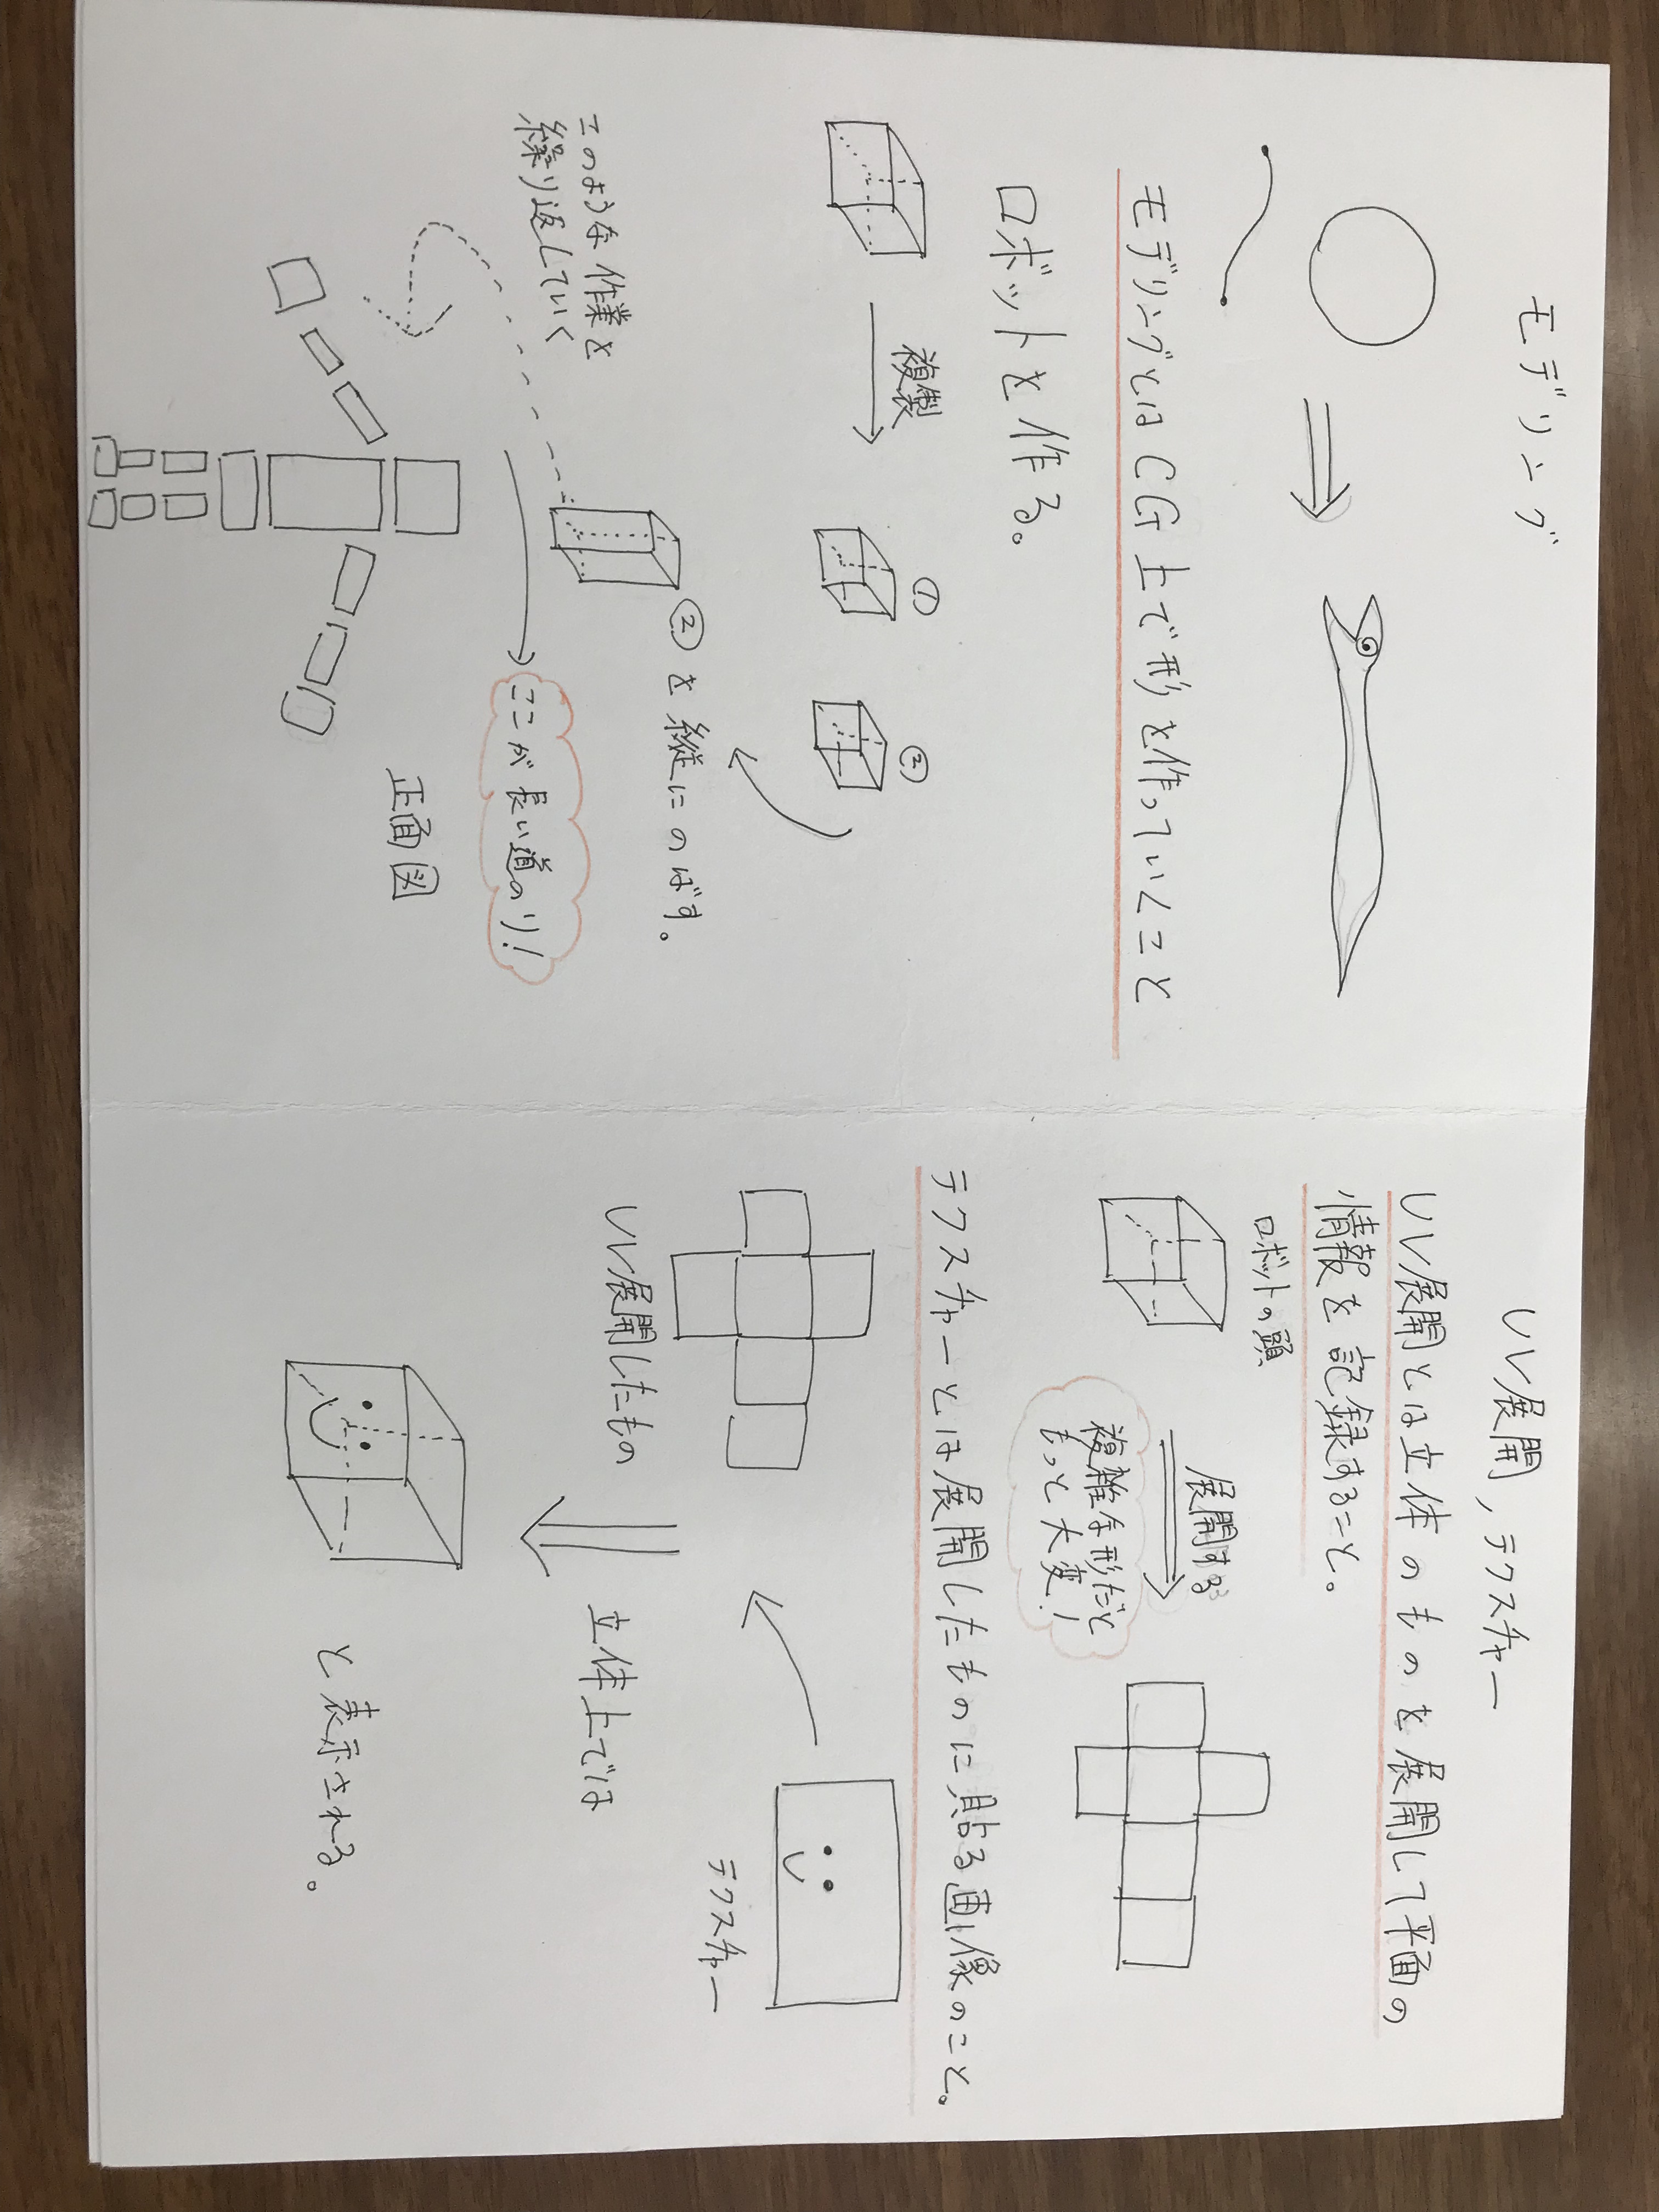 モデリング
モデリングとはCG上で形を作っていくこと
ロボットを作る。
複製
①
②
②を縦にのばす。
このような作業を
繰り返していく
ここが長い道のり!
正面図
UV展開,テクスチャー
UV展開とは立体のものを展開して平面の
情報を記録すること。
ロボットの頭
展開する
複雑な形だと
もっと大変!
テクスチャーとは展開したものに貼る画像のこと。
UV展開したもの
テクスチャー
立体上では
と表示される。